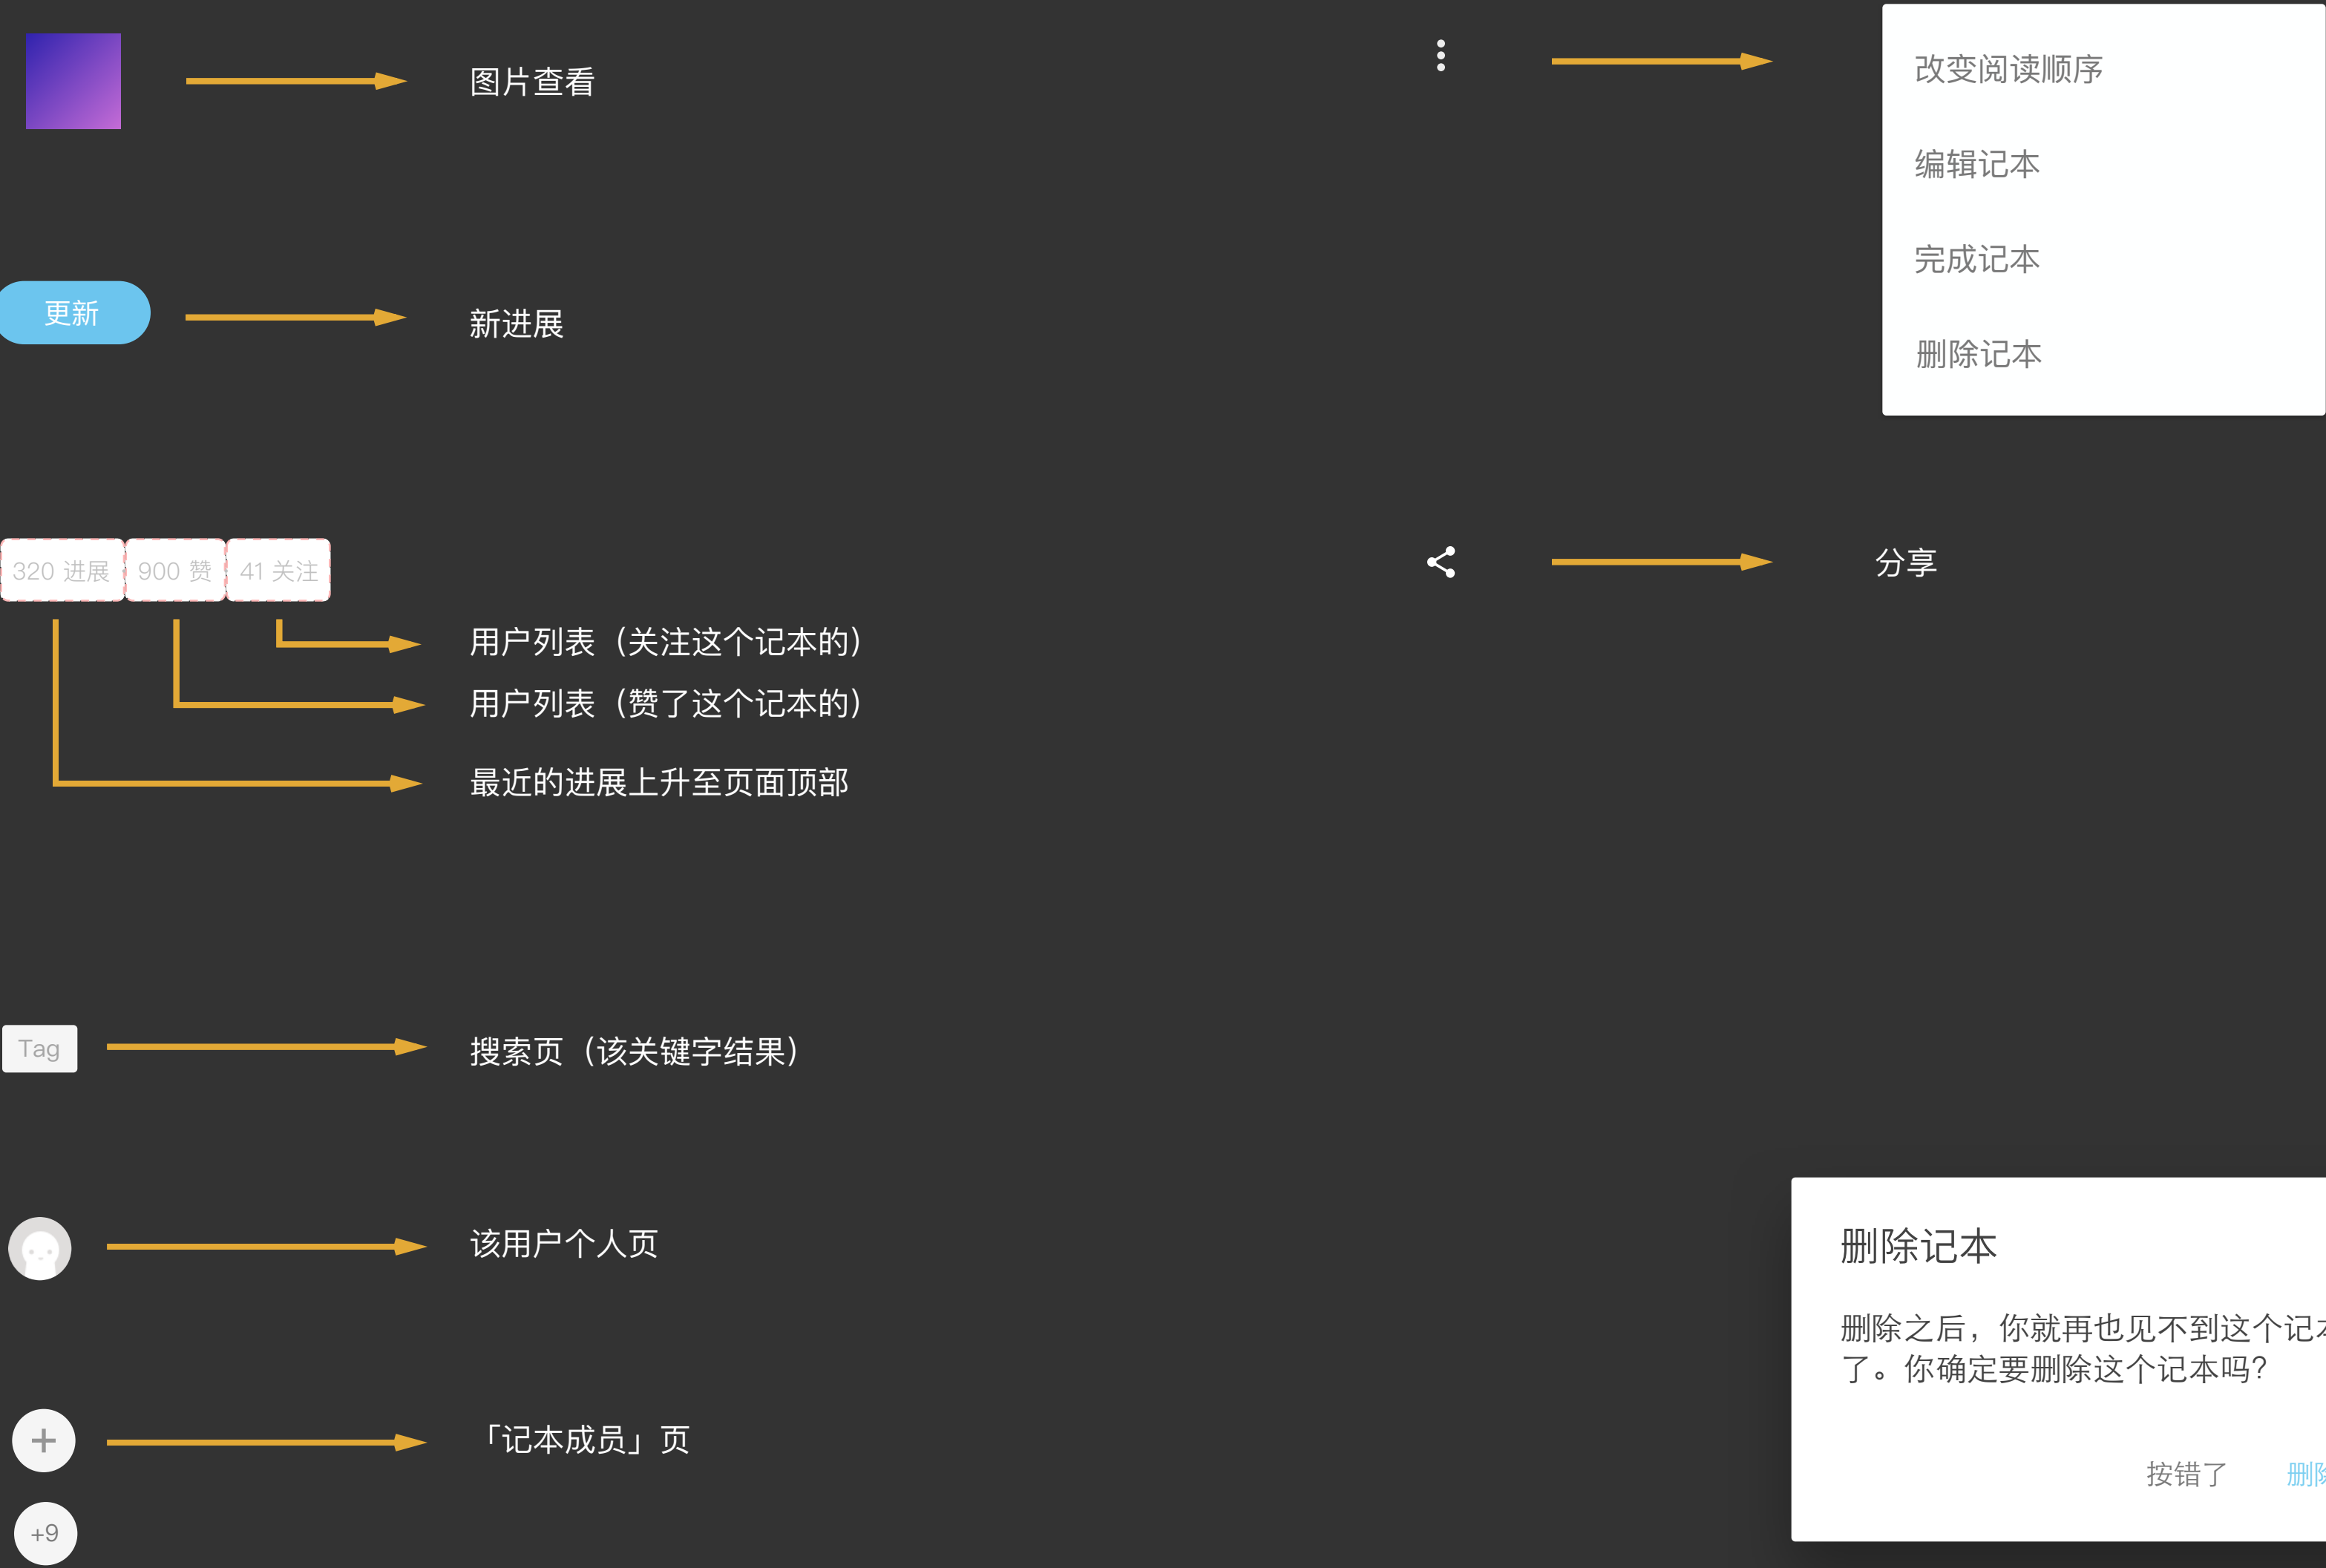 图片查看
更新
新进展
320 进展
900 赞
41 关注
用户列表（关注这个记本的）
用户列表（赞了这个记本的）
最近的进展上升至页面顶部
Tag
搜索页（该关键字结果）
该用户个人页
+
「记本成员」页
+9
改变阅读顺序
编辑记本
完成记本
删除记本
分享
删除记本
删除之后，你就再也见不到这个记本
了。你确定要删除这个记本吗？
按错了
删除